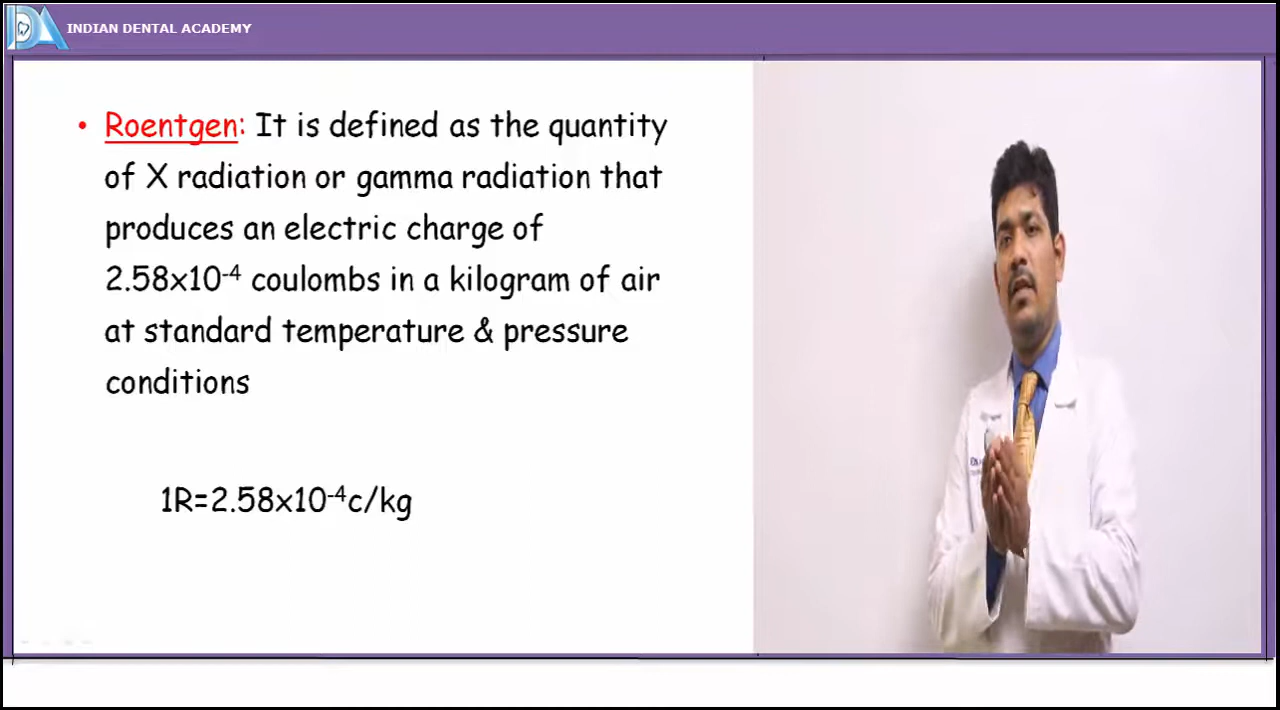 INDIAN DENTAL ACADEMY
• Roentgen: It is defined as the quantity
of X radiation or gamma radiation that
produces an electric charge of
2.58x10⁻⁴ coulombs in a kilogram of air
at standard temperature & pressure
conditions
1R=2.58x10⁻⁴c/kg